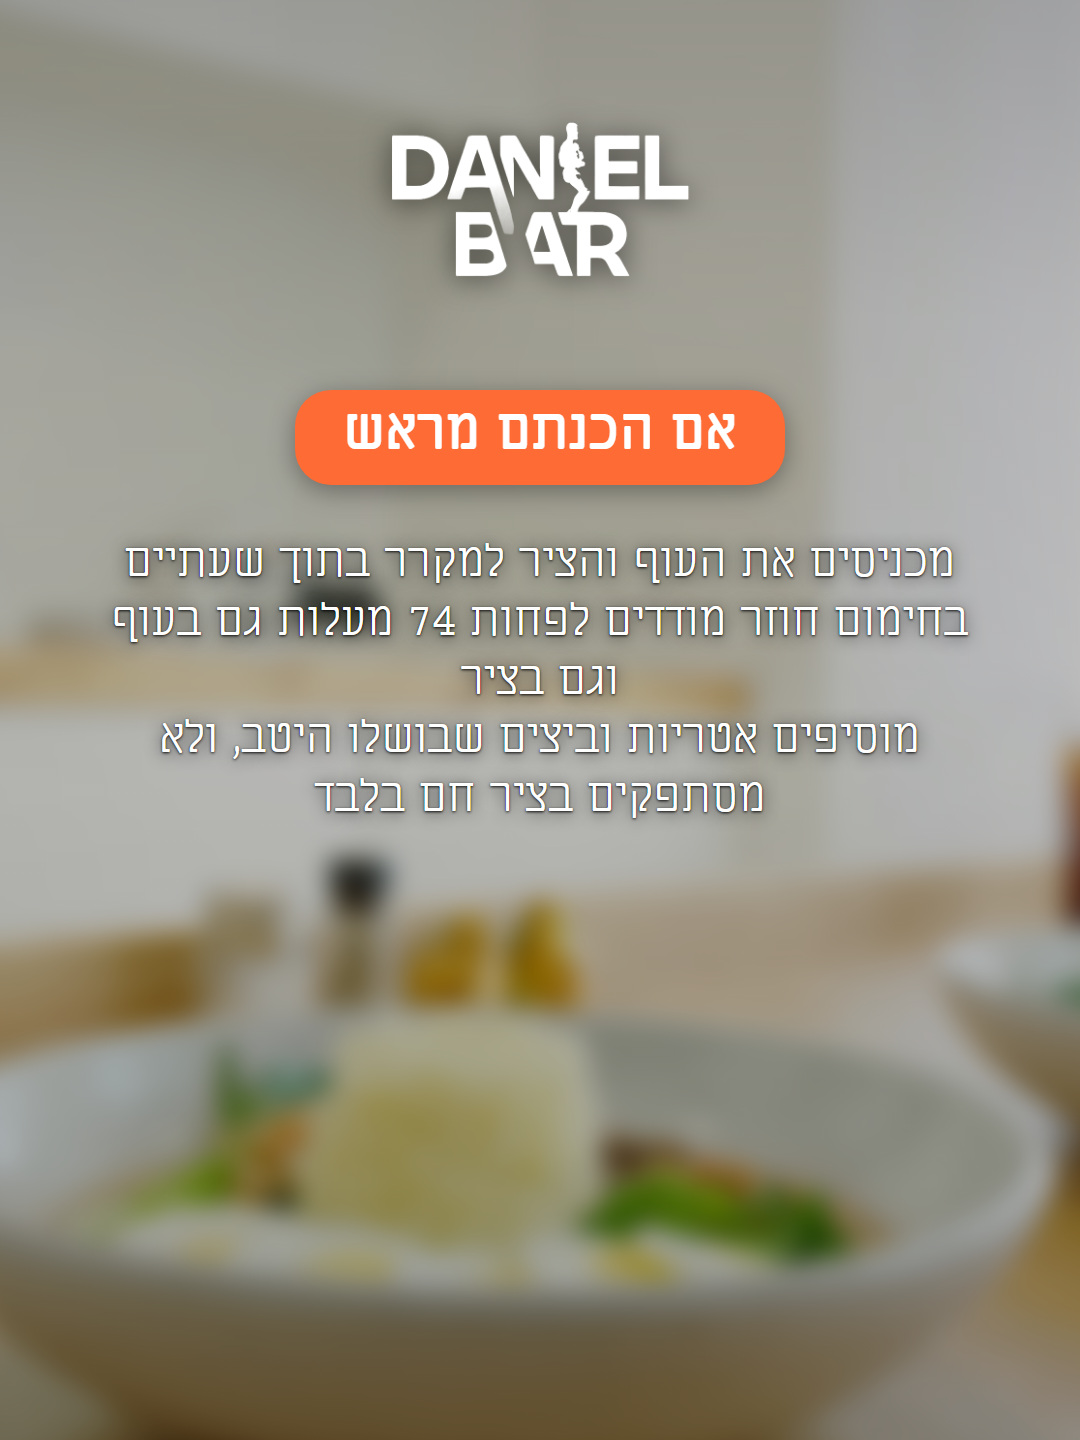 DANIEL
BAR
אם הכנתם מראש
מכניסים את העוף והציר למקרר בתוך שעתיים
בחימום חוזר מודדים לפחות 74 מעלות גם בעוף
וגם בציר
מוסיפים אטריות וביצים שבושלו היטב, ולא
מסתפקים בציר חם בלבד